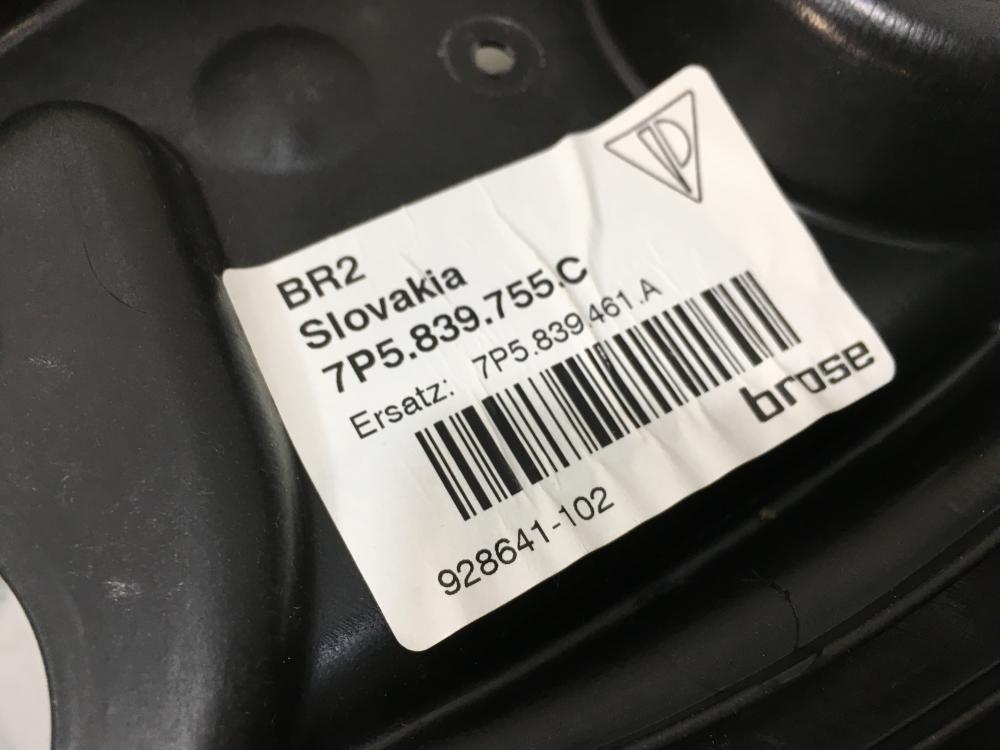 BR2
Slovakia
7P5.839.755.C
Ersatz: 7P5.839.461.A
brose
928641-102